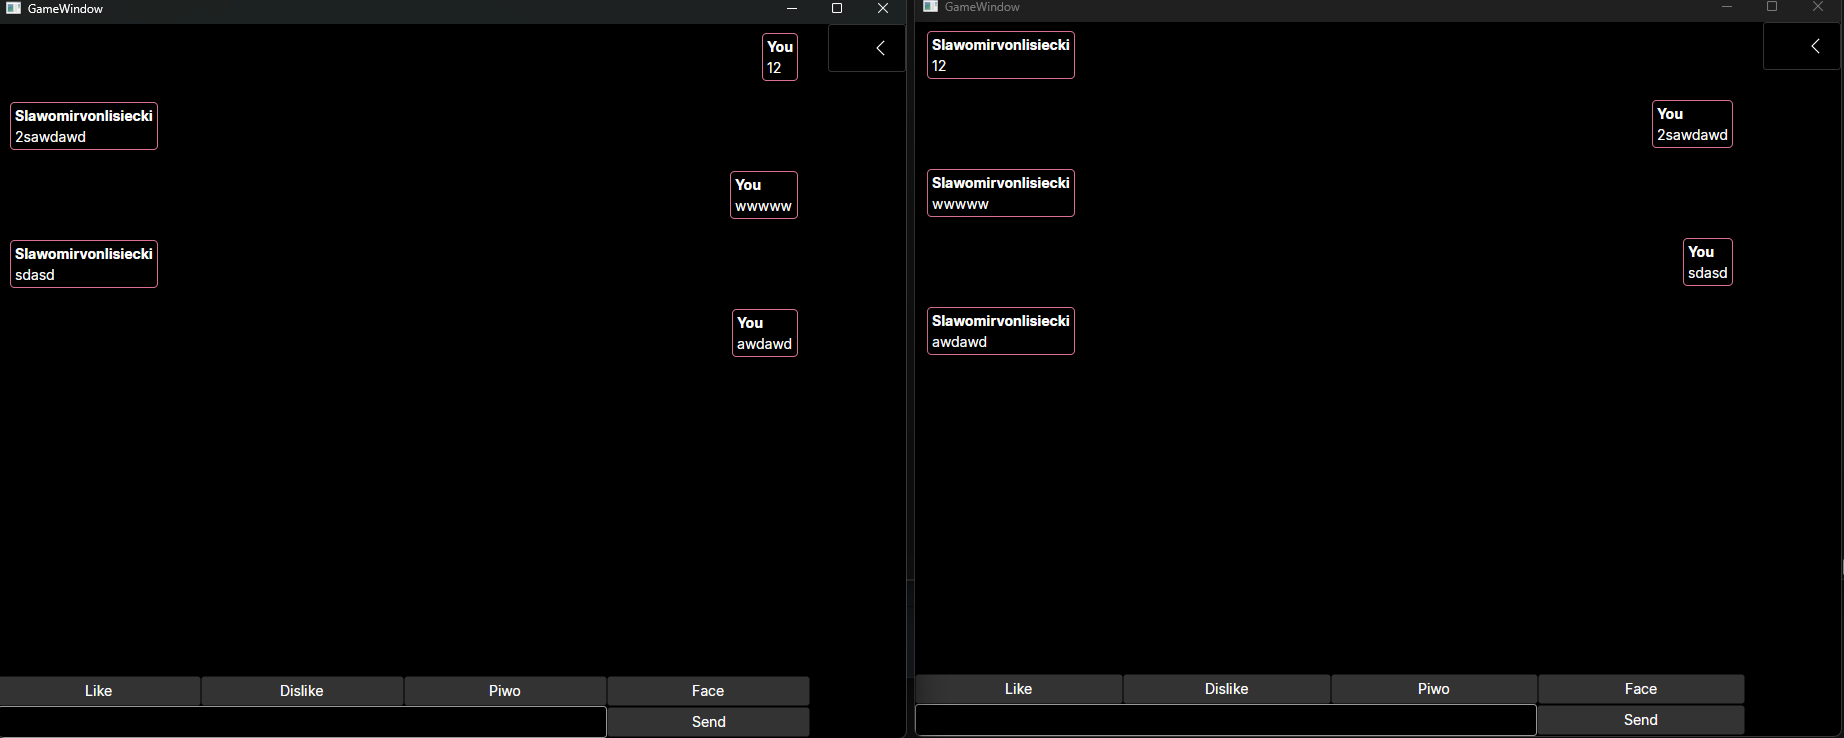 GameWindow
You
12
Slawomirvonlisiecki
2sawdawd
You
wwwww
Slawomirvonlisiecki
sdasd
You
awdawd
Like Dislike Piwo Face
Send
GameWindow
Slawomirvonlisiecki
12
You
2sawdawd
Slawomirvonlisiecki
wwwww
You
sdasd
Slawomirvonlisiecki
awdawd
Like Dislike Piwo Face
Send